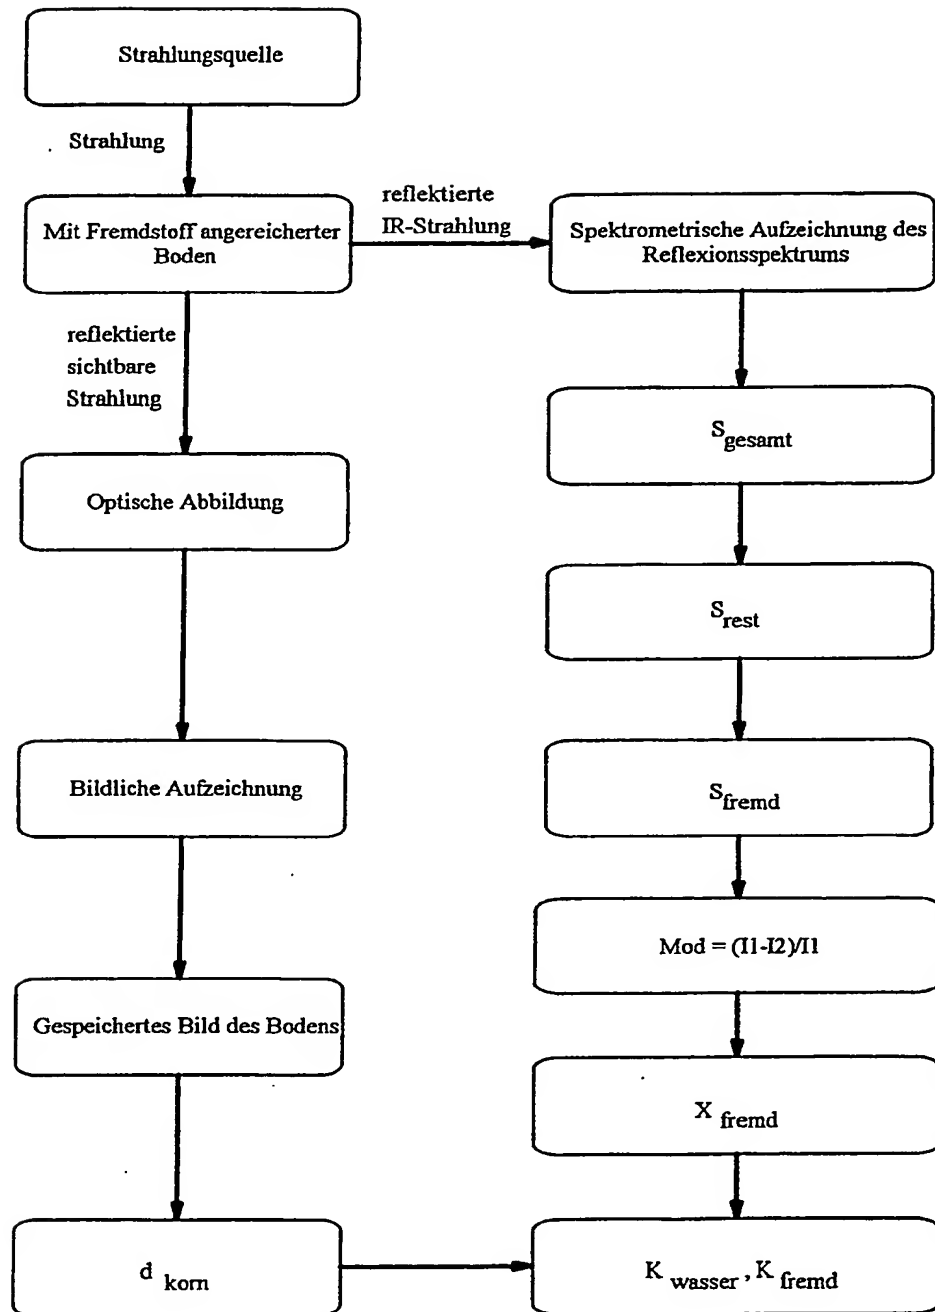 Strahlungsquelle
Strahlung
Mit Fremdstoff angereicherter
Boden
reflektierte
IR-Strahlung
Spektrometrische Aufzeichnung des
Reflexionsspektrums
reflektierte
sichtbare
Strahlung
S gesamt
Optische Abbildung
S rest
Bildliche Aufzeichnung
S fremd
Mod = (I1-I2)/I1
Gespeichertes Bild des Bodens
X fremd
d korn
K wasser, K fremd